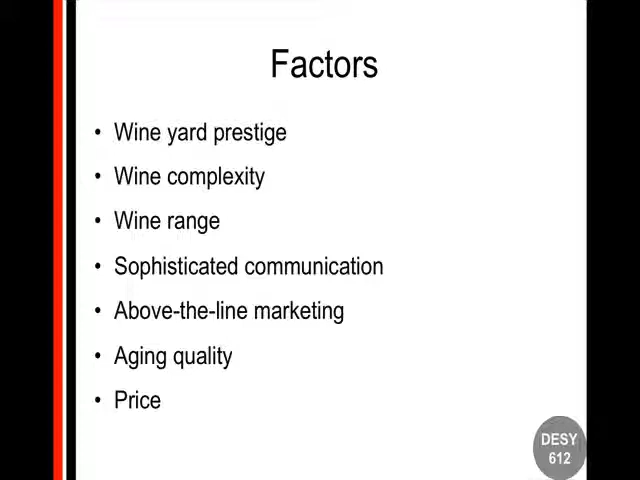 Factors
• Wine yard prestige
• Wine complexity
• Wine range
• Sophisticated communication
• Above-the-line marketing
• Aging quality
• Price
DESY
612